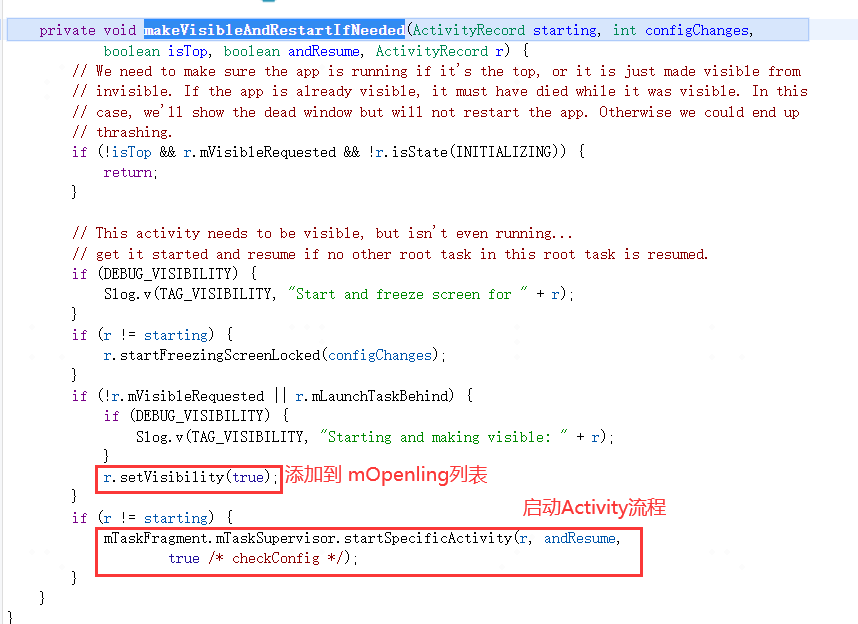 private void makeVisibleAndRestartIfNeeded(ActivityRecord starting, int configChanges,
boolean isTop, boolean andResume, ActivityRecord r) {
// We need to make sure the app is running if it's the top, or it is just made visible from
// invisible. If the app is already visible, it must have died while it was visible. In this
// case, we'll show the dead window but will not restart the app. Otherwise we could end up
// thrashing.
if (!isTop && r.mVisibleRequested && !r.isState(INITIALIZING)) {
return;
}
// This activity needs to be visible, but isn't even running...
// get it started and resume if no other root task in this root task is resumed.
if (DEBUG_VISIBILITY) {
Slog.v(TAG_VISIBILITY, "Start and freeze screen for " + r);
}
if (r != starting) {
r.startFreezingScreenLocked(configChanges);
}
if (!r.mVisibleRequested || r.mLaunchTaskBehind) {
if (DEBUG_VISIBILITY) {
Slog.v(TAG_VISIBILITY, "Starting and making visible: " + r);
}
r.setVisibility(true); 添加到 mOpenling列表
}
启动Activity流程
if (r != starting) {
mTaskFragment.mTaskSupervisor.startSpecificActivity(r, andResume,
true /* checkConfig */);
}
}
}